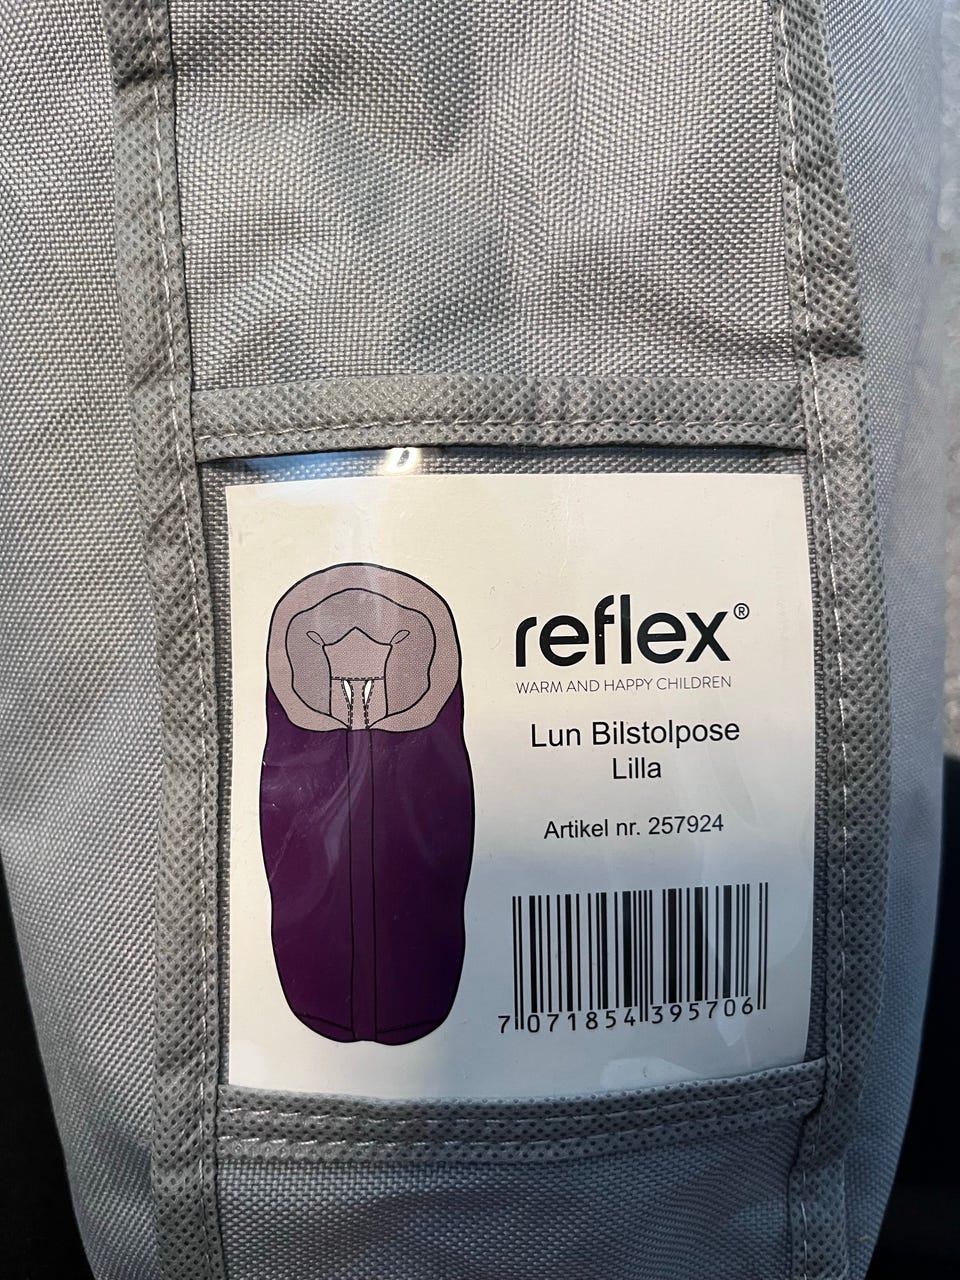 reflex®
WARM AND HAPPY CHILDREN
Lun Bilstolpose
Lilla
Artikel nr. 257924
7 071854 395706